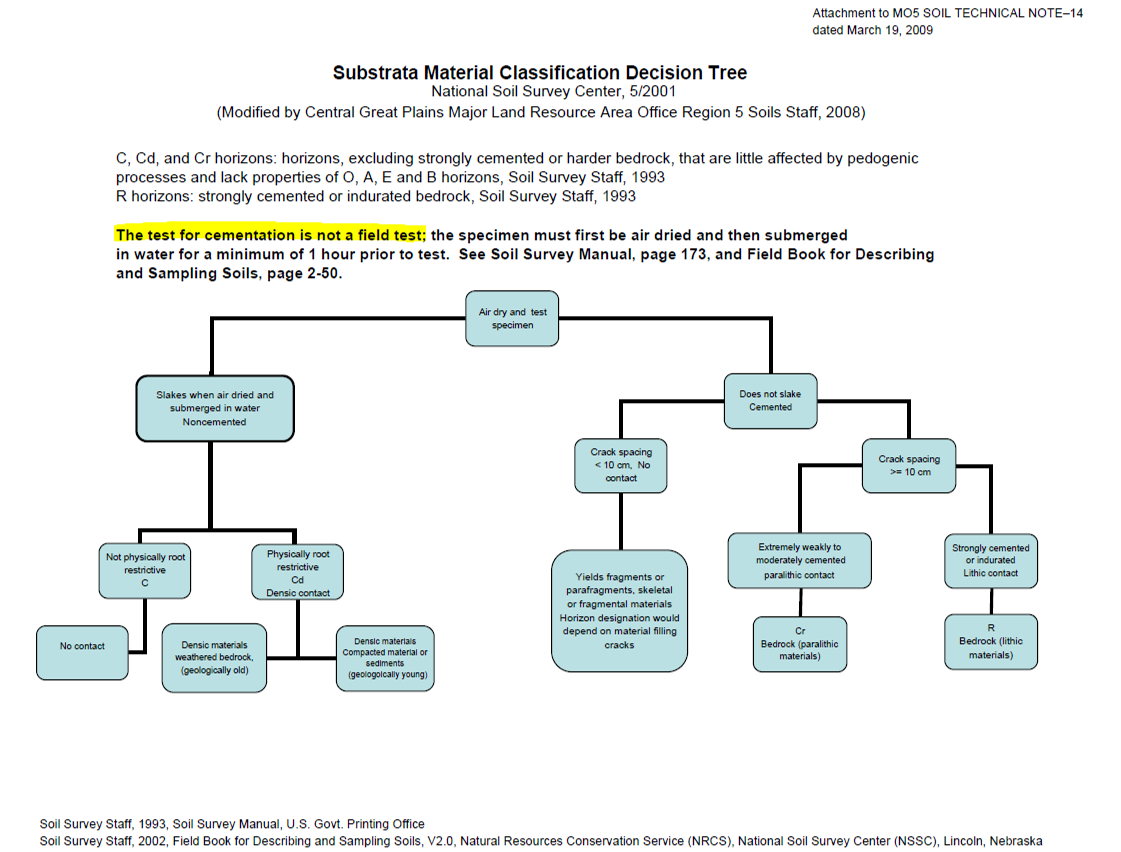 Attachment to MO5 SOIL TECHNICAL NOTE–14
dated March 19, 2009
Substrata Material Classification Decision Tree
National Soil Survey Center, 5/2001
(Modified by Central Great Plains Major Land Resource Area Office Region 5 Soils Staff, 2008)
C, Cd, and Cr horizons: horizons, excluding strongly cemented or harder bedrock, that are little affected by pedogenic
processes and lack properties of O, A, E and B horizons, Soil Survey Staff, 1993
R horizons: strongly cemented or indurated bedrock, Soil Survey Staff, 1993
The test for cementation is not a field test; the specimen must first be air dried and then submerged
in water for a minimum of 1 hour prior to test. See Soil Survey Manual, page 173, and Field Book for Describing
and Sampling Soils, page 2-50.
Air dry and test
specimen
Slakes when air dried and
submerged in water
Noncemented
Does not slake
Cemented
Crack spacing
< 10 cm, No
contact
Crack spacing
>= 10 cm
Not physically root
restrictive
C
Physically root
restrictive
Cd
Densic contact
Yields fragments or
parafragments, skeletal
or fragmental materials
Horizon designation would
depend on material filling
cracks
Extremely weakly to
moderately cemented
paralithic contact
Strongly cemented
or indurated
Lithic contact
No contact
Densic materials
weathered bedrock,
(geologically old)
Densic materials
Compacted material or
sediments
(geologoically young)
Cr
Bedrock (paralithic
materials)
R
Bedrock (lithic
materials)
Soil Survey Staff, 1993, Soil Survey Manual, U.S. Govt. Printing Office
Soil Survey Staff, 2002, Field Book for Describing and Sampling Soils, V2.0, Natural Resources Conservation Service (NRCS), National Soil Survey Center (NSSC), Lincoln, Nebraska